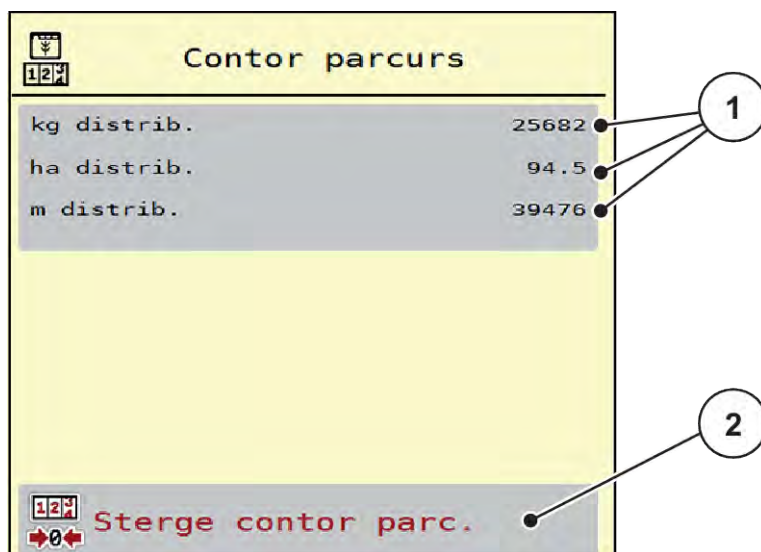 Contor parcurs
kg distrib. 25682
ha distrib. 94.5
m distrib. 39476
1
2
Sterge contor parc.